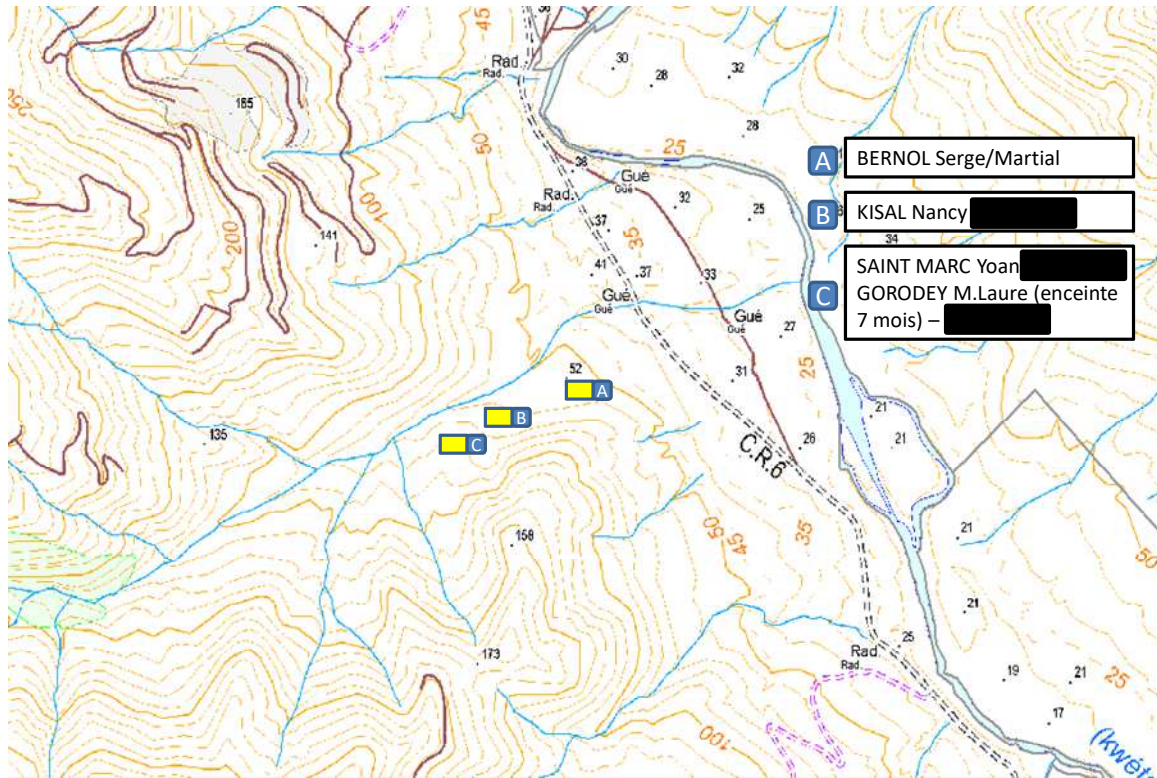 36
45
Rad.
Rad.
30
28
32
250
165
28
50
25
A
BERNOL Serge/Martial
38
Gué
Gué
100
Rad.
Rad.
32
25
B
KISAL Nancy
200
141
37
35
34
SAINT MARC Yoan
41
37
33
C
GORODEY M.Laure (enceinte
Gué
Gué
7 mois) –
Gué
Gué
27
52
31
25
A
21
B
135
C
26
21
C.R.6
158
50
45
35
21
50
21
173
Rad.
Rad.
25
19
21
25
100
17
(kwét